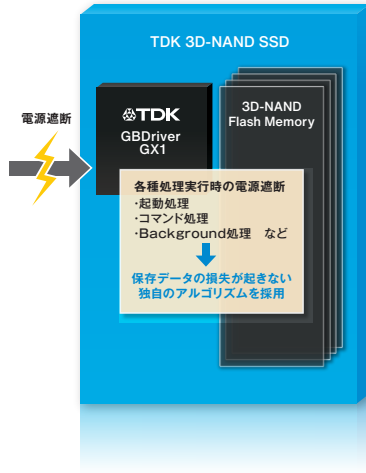 TDK 3D-NAND SSD
電源遮断
TDK
GBDriver
GX1
3D-NAND
Flash Memory
各種処理実行時の電源遮断
・起動処理
・コマンド処理
・Background処理　など
保存データの損失が起きない
独自のアルゴリズムを採用